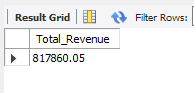 Result Grid Filter Rows:
Total_Revenue
817860.05